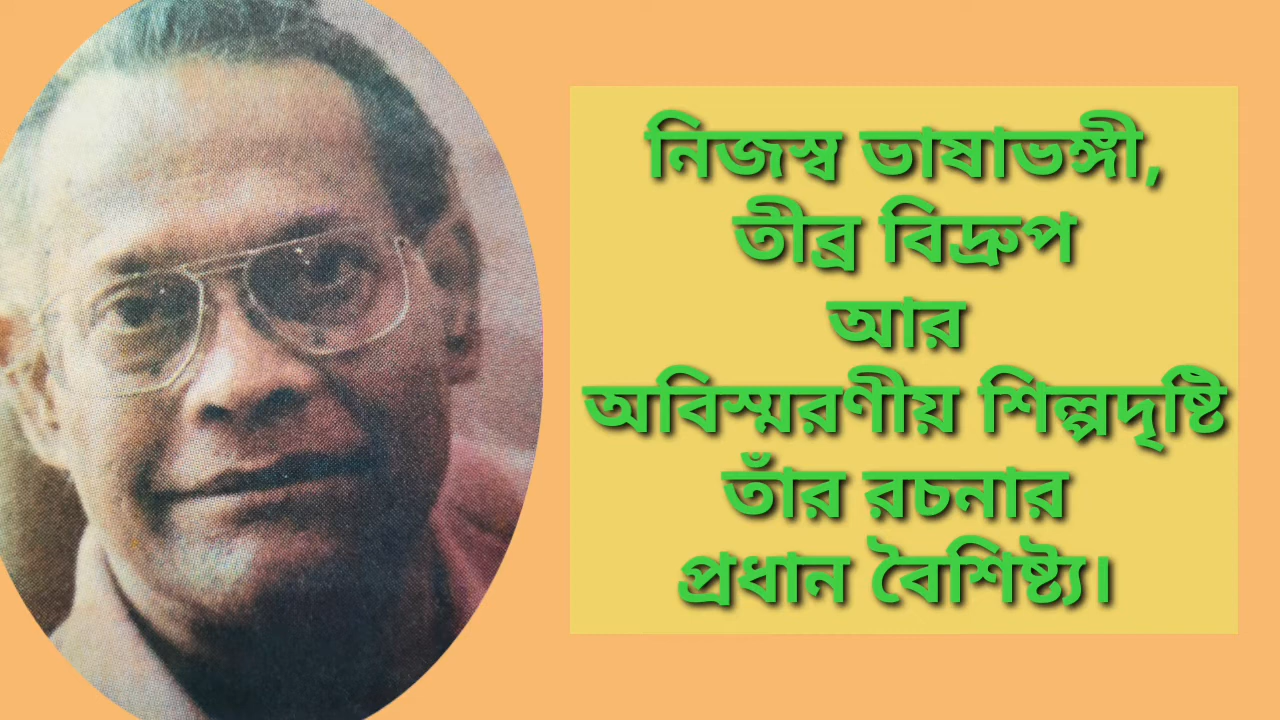 নিজস্ব ভাষাভঙ্গী,
তীব্র বিদ্রুপ
আর
অবিস্মরণীয় শিল্পদৃষ্টি
তাঁর রচনার
প্রধান বৈশিষ্ট্য।